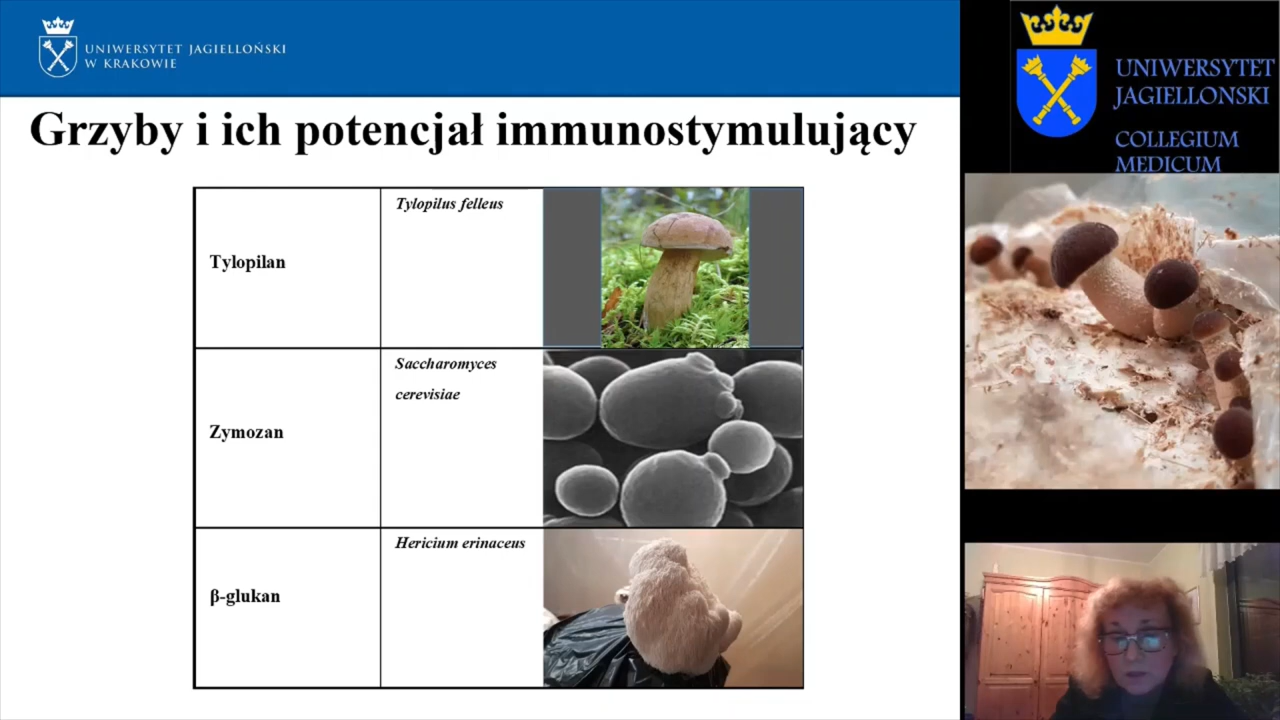 UNIWERSYTET JAGIELLOŃSKI
W KRAKOWIE
Grzyby i ich potencjał immunostymulujący
Tylopilan
Tylopilus felleus
Zymozan
Saccharomyces
cerevisiae
β-glukan
Hericium erinaceus
UNIWERSYTET
JAGIELLONSKI
COLLEGIUM
MEDICUM